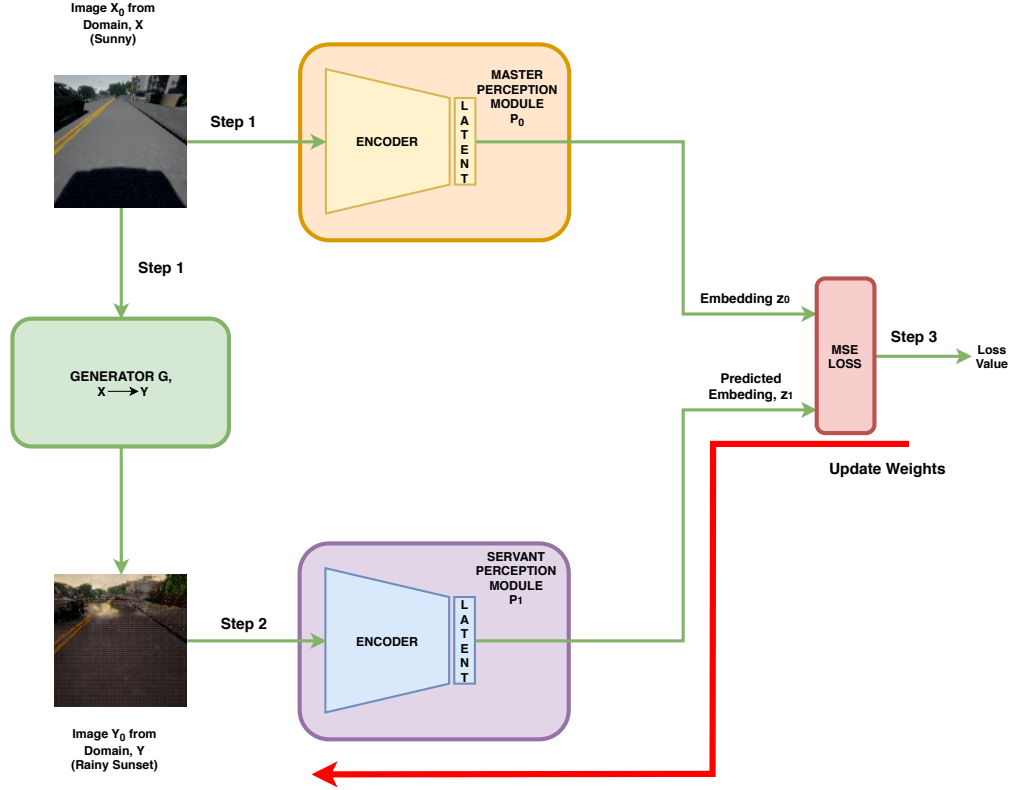 Image X0 from
Domain, X
(Sunny)
Step 1
ENCODER
L
A
T
E
N
T
MASTER
PERCEPTION
MODULE
P0
Step 1
GENERATOR G,
X → Y
Embedding z0
Predicted
Embeding, z1
MSE
LOSS
Step 3
Loss
Value
Update Weights
Image Y0 from
Domain, Y
(Rainy Sunset)
Step 2
ENCODER
L
A
T
E
N
T
SERVANT
PERCEPTION
MODULE
P1